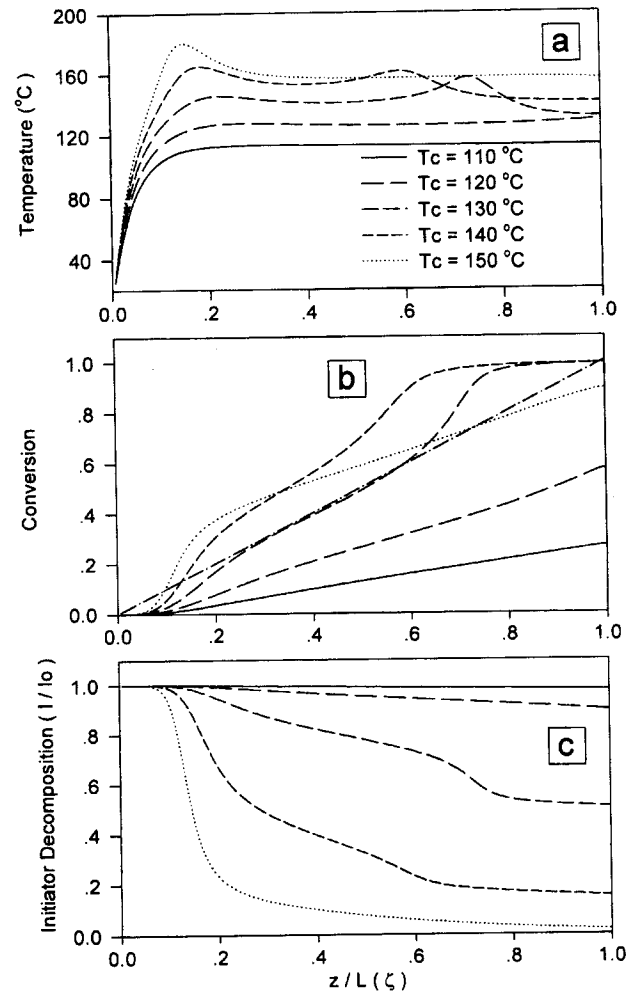 200
160
120
80
40
Temperature (°C)
a
Tc = 110 °C
Tc = 120 °C
Tc = 130 °C
Tc = 140 °C
Tc = 150 °C
0.0 .2 .4 .6 .8 1.0
1.0
.8
.6
.4
.2
0.0
Conversion
b
0.0 .2 .4 .6 .8 1.0
1.0
.8
.6
.4
.2
0.0
Initiator Decomposition ( I / Io )
c
0.0 .2 .4 .6 .8 1.0
z / L ( ζ )